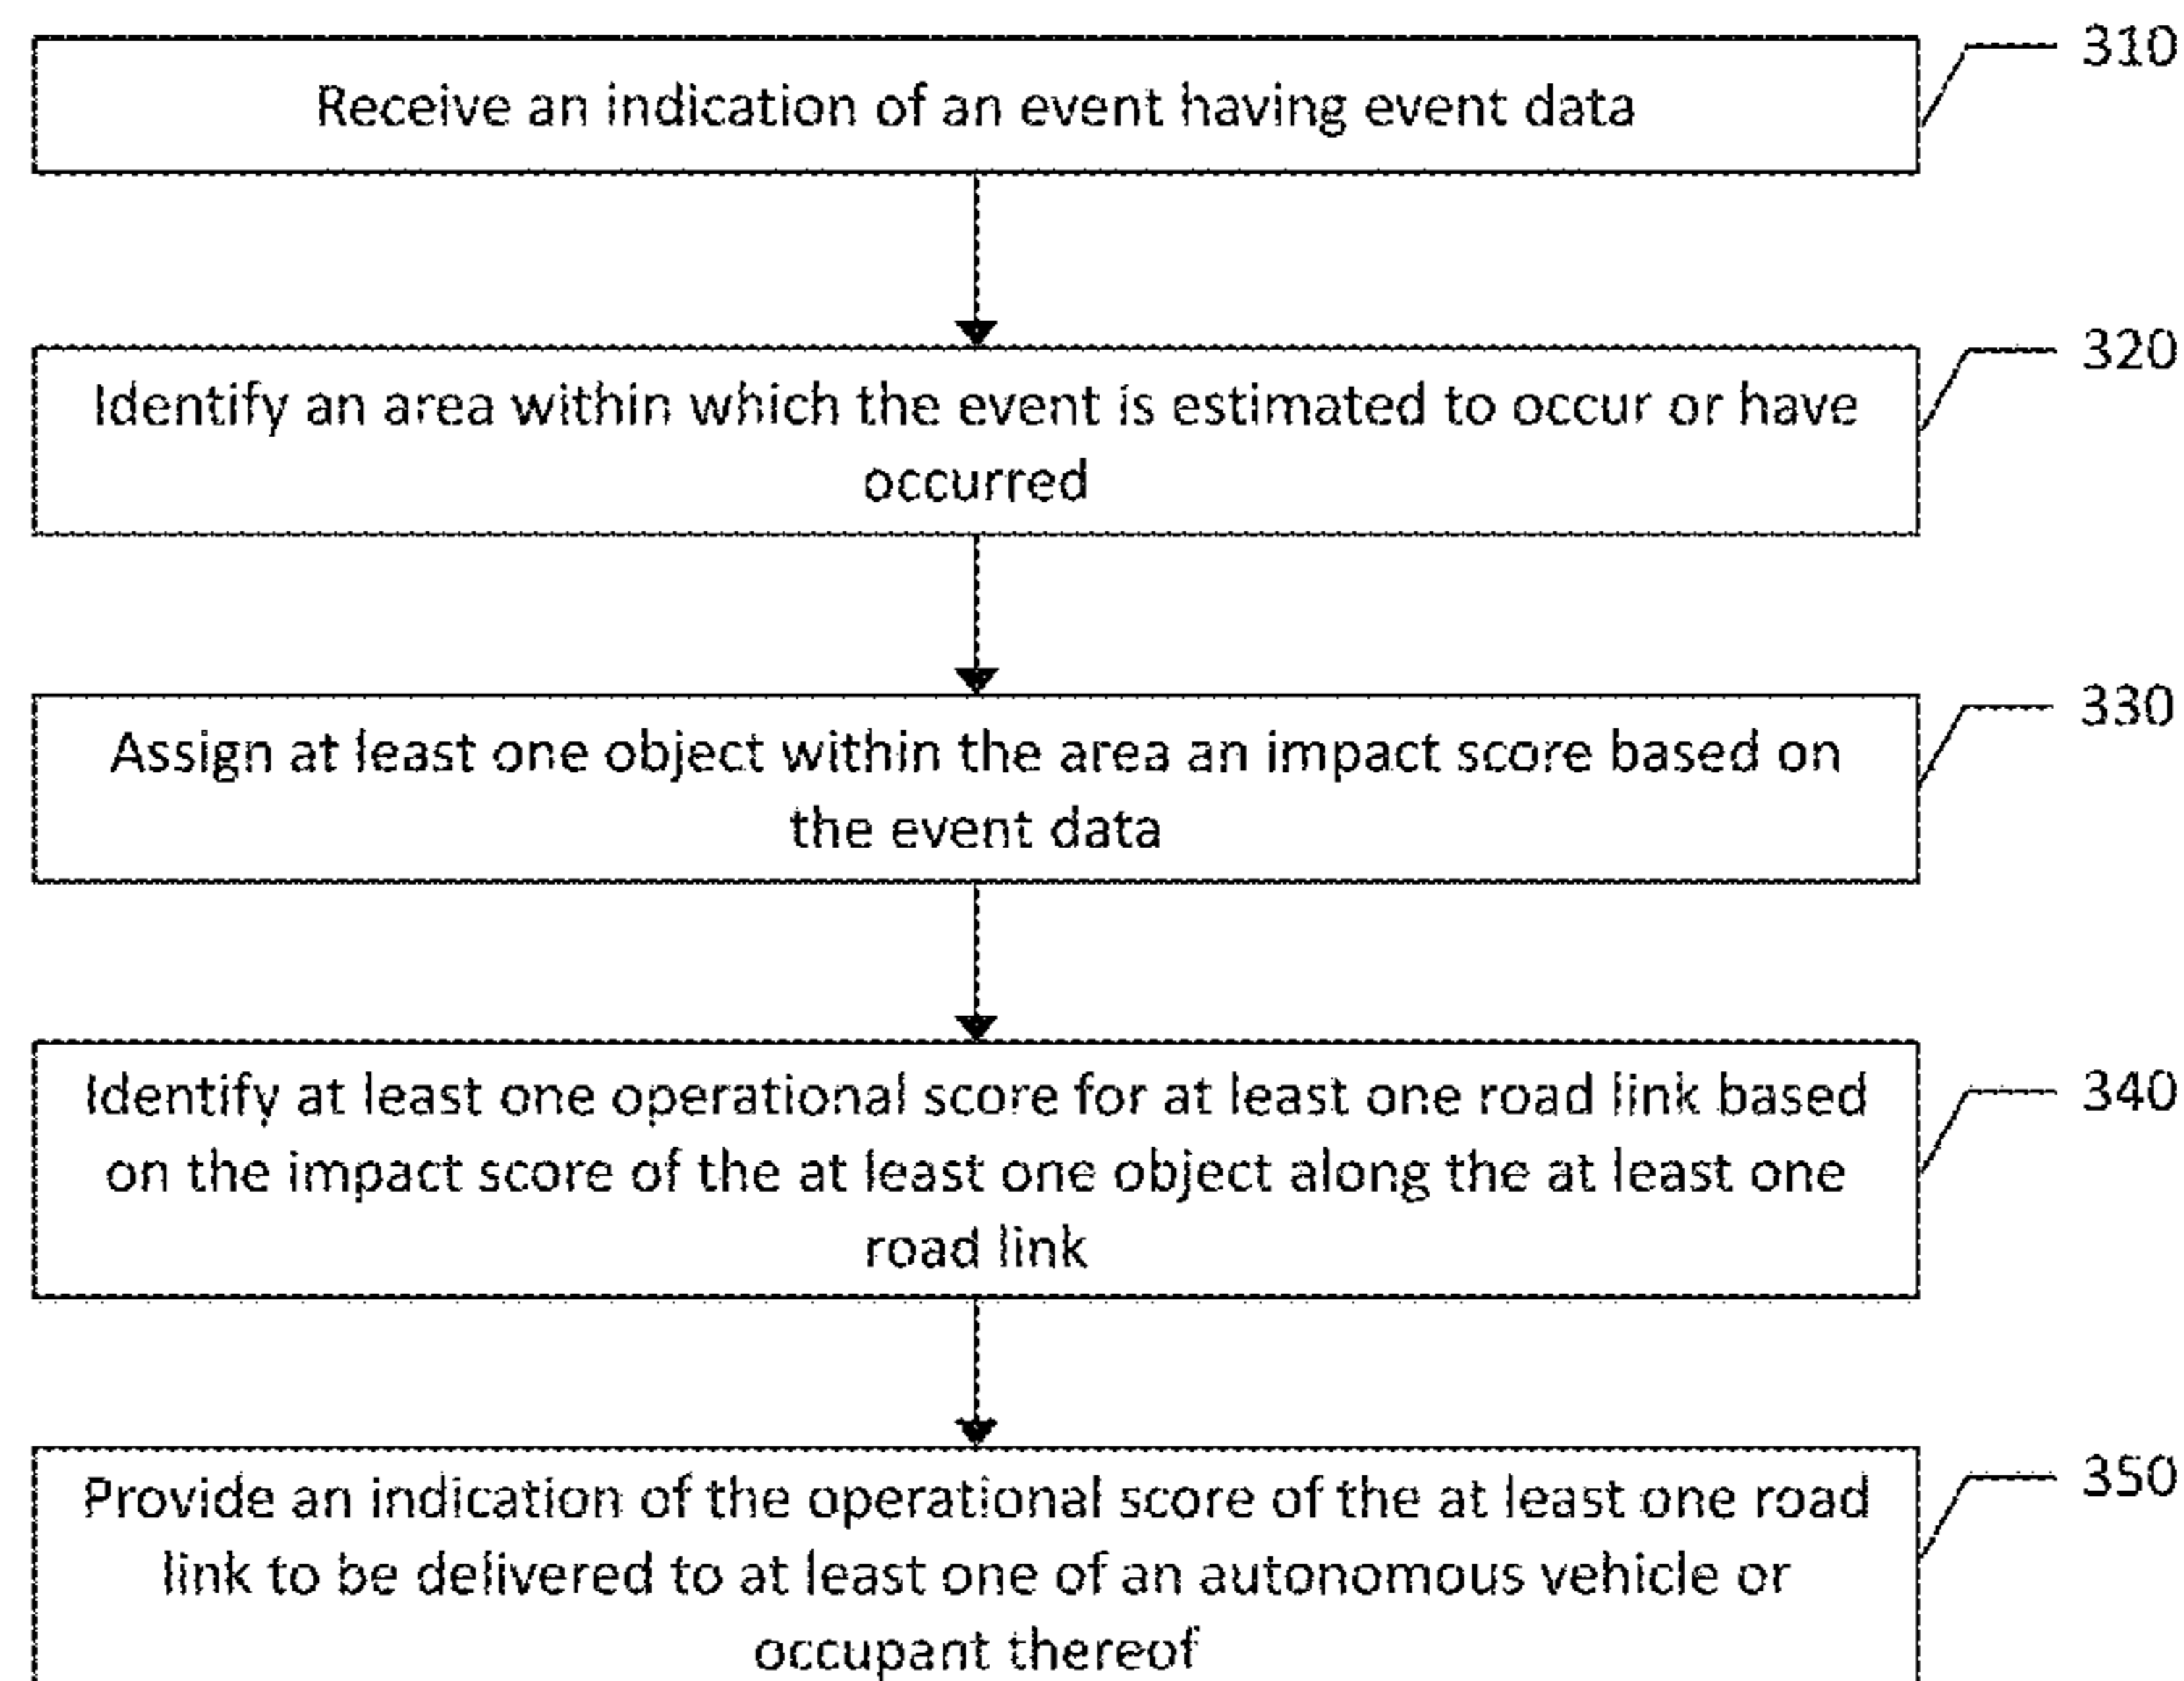 310
Receive an indication of an event having event data
320
Identify an area within which the event is estimated to occur or have
occurred
330
Assign at least one object within the area an impact score based on
the event data
340
Identify at least one operational score for at least one road link based
on the impact score of the at least one object along the at least one
road link
350
Provide an indication of the operational score of the at least one road
link to be delivered to at least one of an autonomous vehicle or
occupant thereof